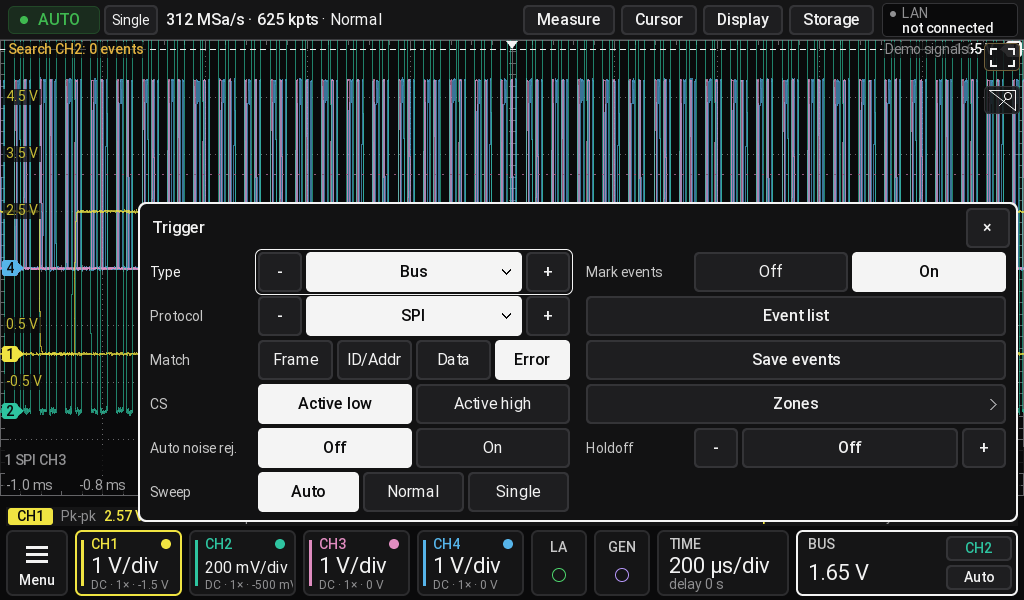 AUTO Single 312 MSa/s · 625 kpts · Normal Measure Cursor Display Storage LAN
not connected
Search CH2: 0 events Demo signals
4.5 V
3.5 V
2.5 V
4
0.5 V
1
-0.5 V
2
1 SPI CH3
-1.0 ms -0.8 ms
Trigger ×
Type - Bus + Mark events Off On
Protocol - SPI + Event list
Match Frame ID/Addr Data Error Save events
CS Active low Active high Zones
Auto noise rej. Off On Holdoff - Off +
Sweep Auto Normal Single
CH1 Pk-pk 2.57 V
Menu
CH1
1 V/div
DC · 1× · -1.5 V
CH2
200 mV/div
DC · 1× · -500 mV
CH3
1 V/div
DC · 1× · 0 V
CH4
1 V/div
DC · 1× · 0 V
LA
GEN
TIME
200 µs/div
delay 0 s
BUS
1.65 V
CH2
Auto